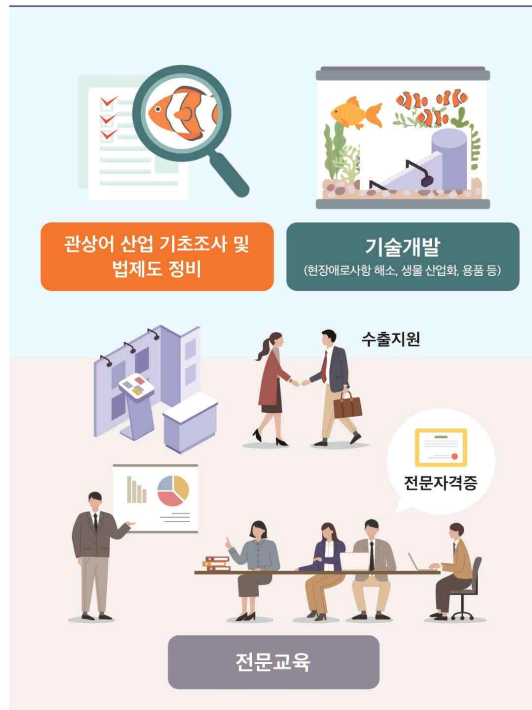 관상어 산업 기초조사 및
법제도 정비
기술개발
(현장애로사항 해소, 생물 산업화, 용품 등)
수출지원
전문자격증
전문교육